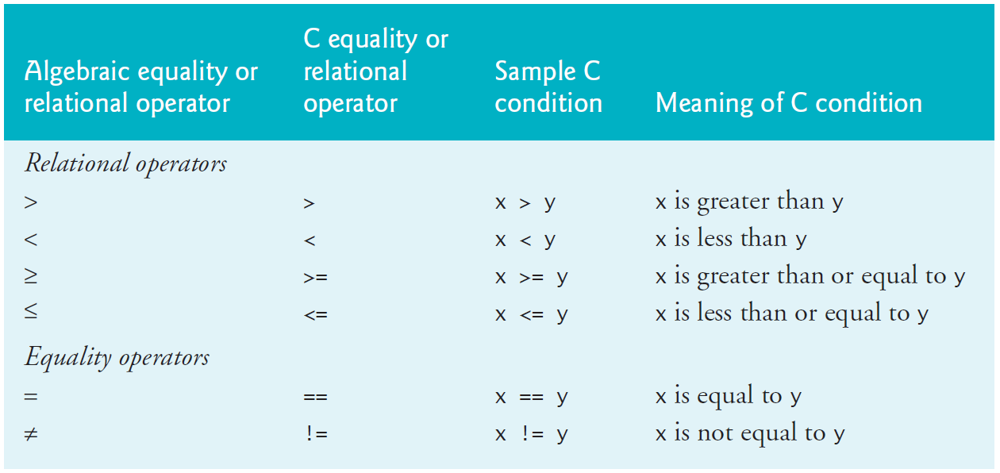 Algebraic equality or relational operator C equality or relational operator Sample C condition Meaning of C condition
Relational operators
> > x > y x is greater than y
< < x < y x is less than y
≥ >= x >= y x is greater than or equal to y
≤ <= x <= y x is less than or equal to y
Equality operators
= == x == y x is equal to y
≠ != x != y x is not equal to y